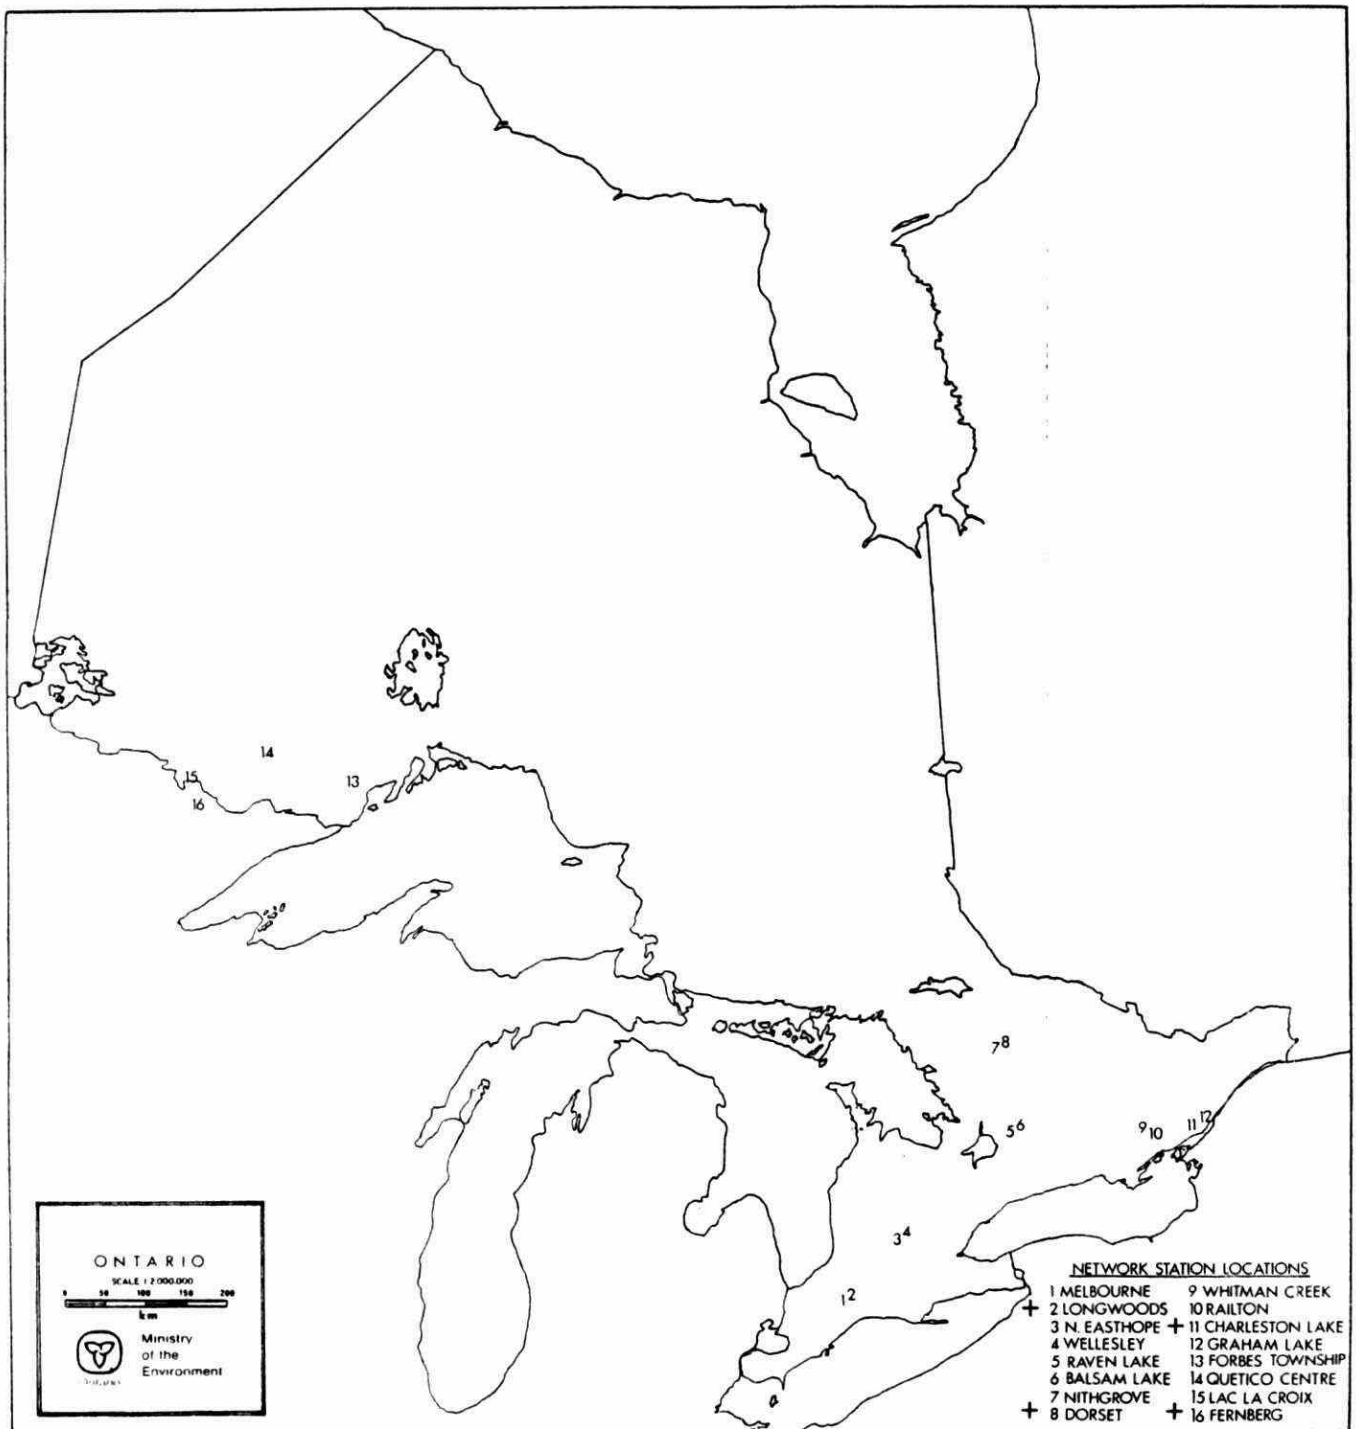 14
15
13
16
7 8
5 6
9 10
11 12
3 4
1 2
ONTARIO
SCALE 1:2 000 000
0 50 100 150 200
km
Ministry
of the
Environment
NETWORK STATION LOCATIONS
1 MELBOURNE
+ 2 LONGWOODS
3 N. EASTHOPE
4 WELLESLEY
5 RAVEN LAKE
6 BALSAM LAKE
7 NITHGROVE
+ 8 DORSET
9 WHITMAN CREEK
10 RAILTON
+ 11 CHARLESTON LAKE
12 GRAHAM LAKE
13 FORBES TOWNSHIP
14 QUETICO CENTRE
15 LAC LA CROIX
+ 16 FERNBERG